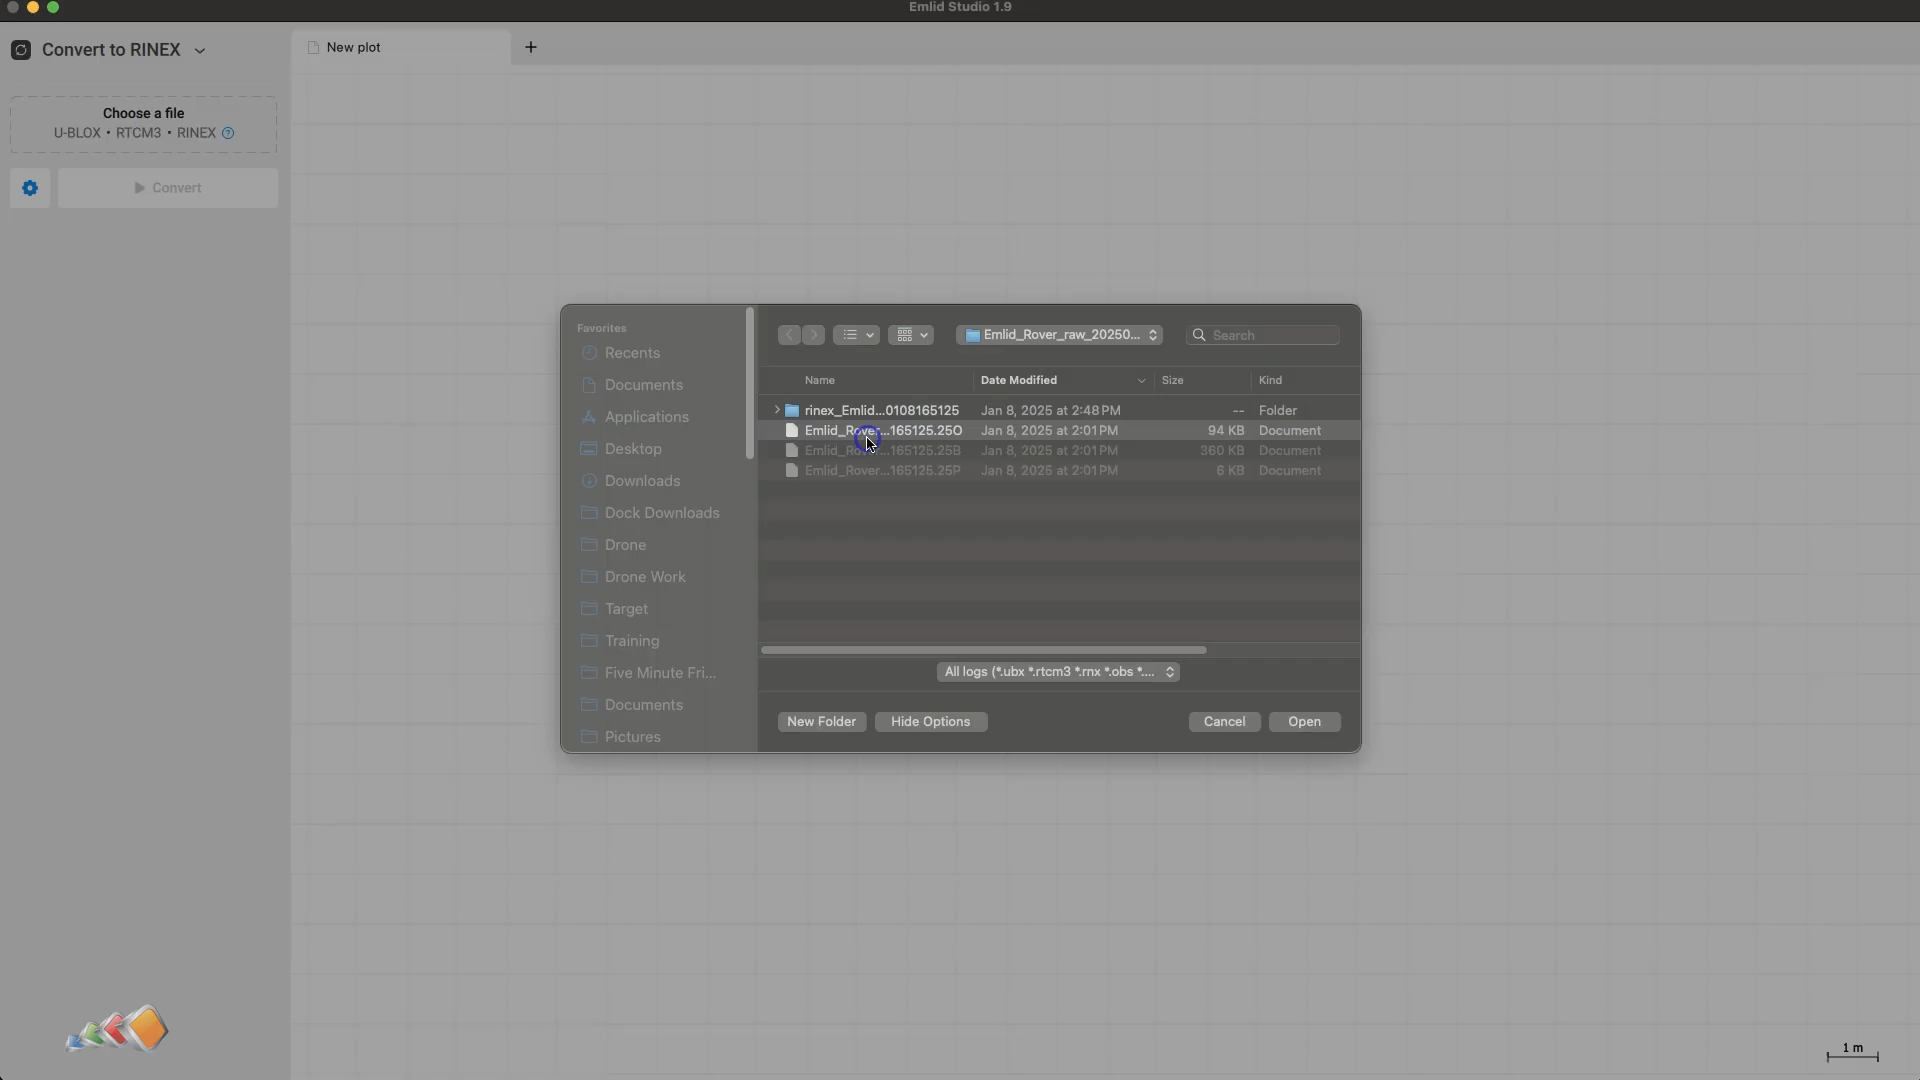 Emlid Studio 1.9
Convert to RINEX
New plot
+
Choose a file
U-BLOX • RTCM3 • RINEX ?
Convert
Favorites
Recents
Documents
Applications
Desktop
Downloads
Dock Downloads
Drone
Drone Work
Target
Training
Five Minute Fri...
Documents
Pictures
Emlid_Rover_raw_20250...
Search
Name Date Modified Size Kind
rinex_Emlid...0108165125 Jan 8, 2025 at 2:48 PM -- Folder
Emlid_Rover...165125.25O Jan 8, 2025 at 2:01 PM 94 KB Document
Emlid_Rover...165125.25B Jan 8, 2025 at 2:01 PM 360 KB Document
Emlid_Rover...165125.25P Jan 8, 2025 at 2:01 PM 6 KB Document
All logs (*.ubx *.rtcm3 *.rnx *.obs *....
New Folder Hide Options Cancel Open
1 m